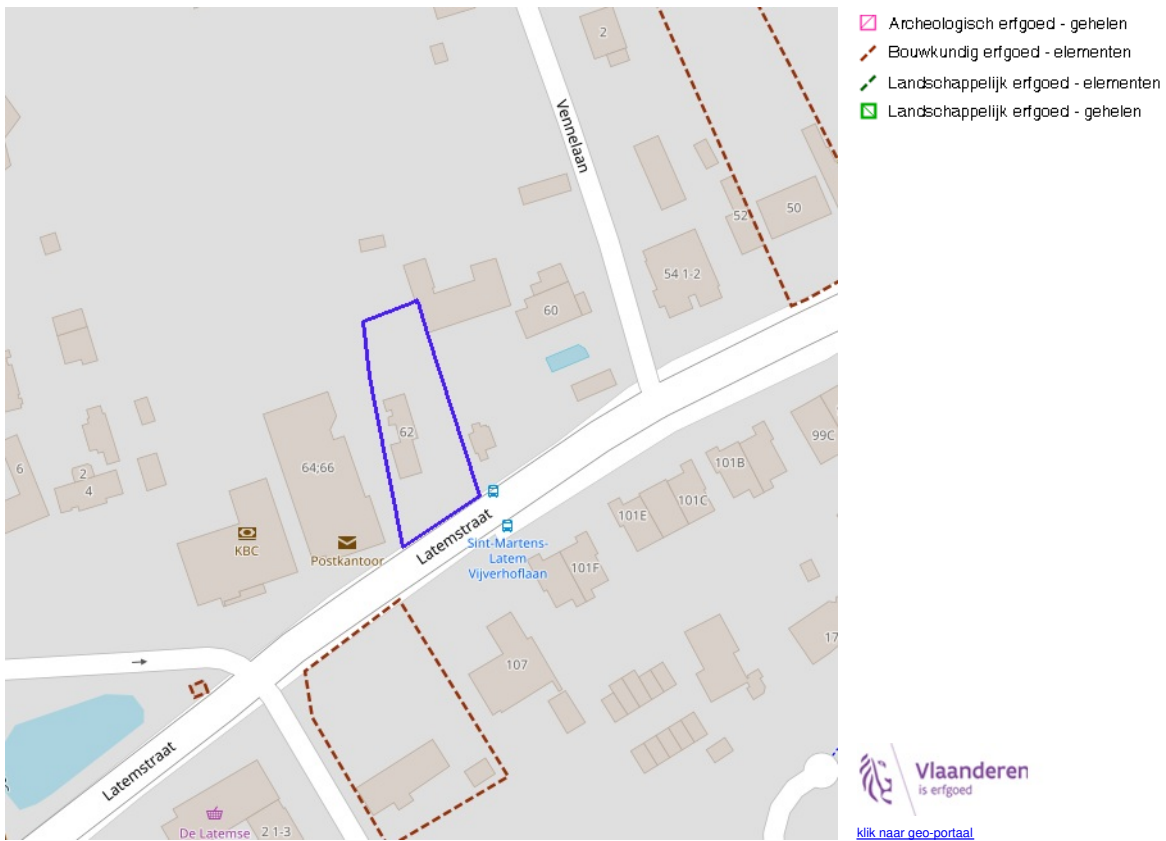 Archeologisch erfgoed - gehelen
Bouwkundig erfgoed - elementen
Landschappelijk erfgoed - elementen
Landschappelijk erfgoed - gehelen
2
Vennelaan
52
50
54 1-2
60
62
64;66
6
2
4
KBC
Postkantoor
Latemstraat
Sint-Martens-
Latem
Vijverhoflaan
99C
101B
101C
101E
101F
107
17
Latemstraat
De Latemse
2 1-3
Vlaanderen
is erfgoed
klik naar geo-portaal